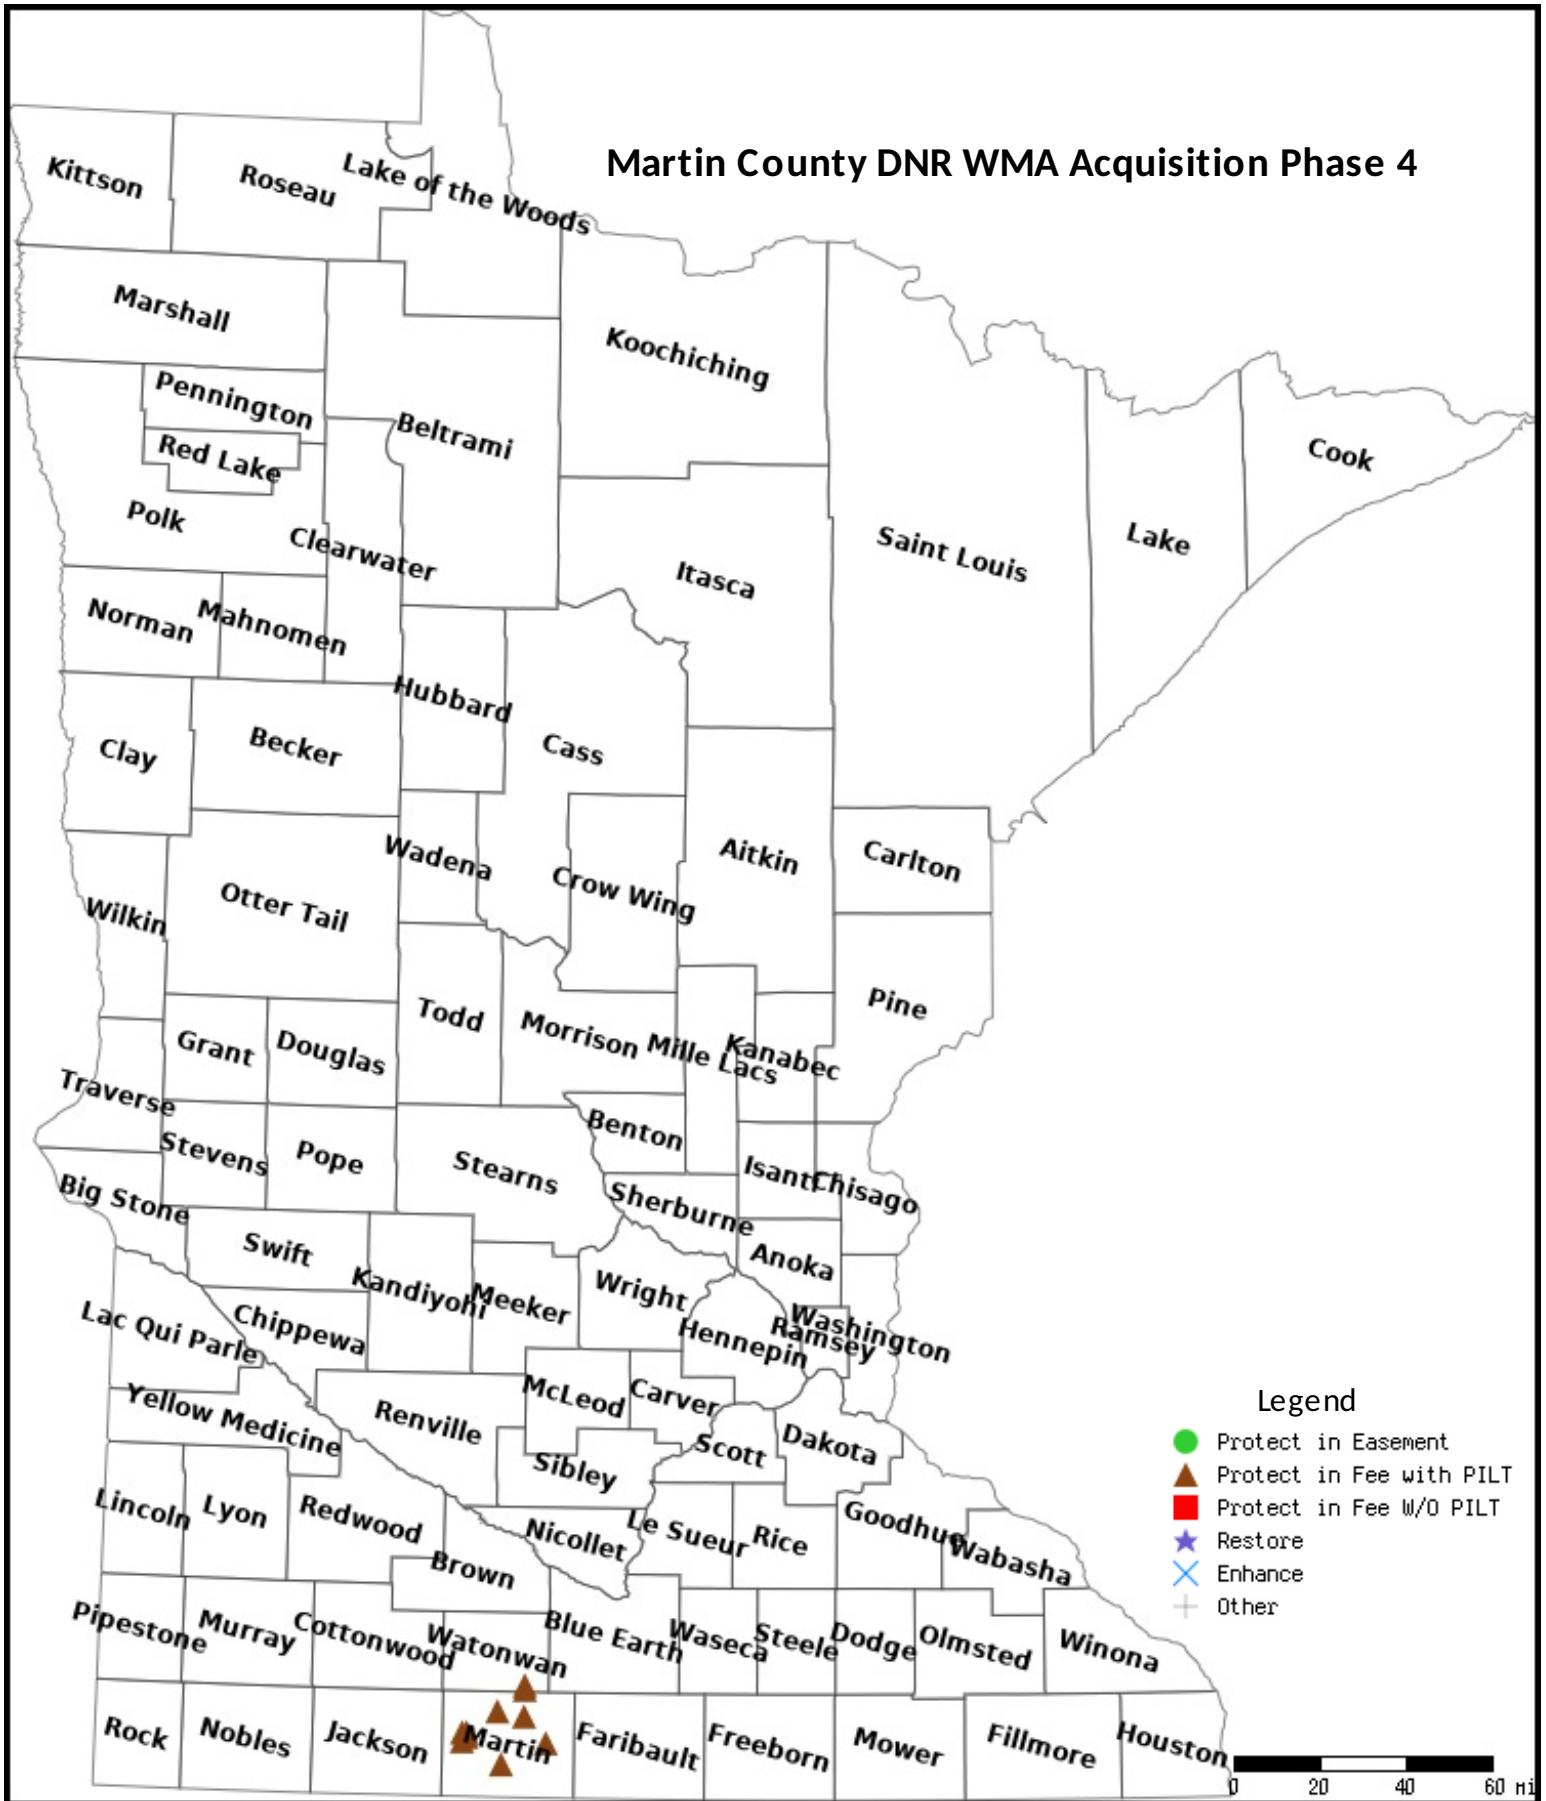 Martin County DNR WMA Acquisition Phase 4
Kittson
Roseau
Lake of the Woods
Marshall
Koochiching
Pennington
Beltrami
Red Lake
Cook
Polk
Clearwater
Saint Louis
Lake
Itasca
Norman
Mahnomen
Hubbard
Clay
Becker
Cass
Wadena
Aitkin
Carlton
Crow Wing
Wilkin
Otter Tail
Pine
Todd
Morrison
Mille Lacs
Kanabec
Grant
Douglas
Traverse
Benton
Stevens
Pope
Stearns
Isanti
Chisago
Big Stone
Sherburne
Swift
Anoka
Kandiyohi
Meeker
Wright
Washington
Ramsey
Hennepin
Lac Qui Parle
Chippewa
McLeod
Carver
Yellow Medicine
Renville
Scott
Dakota
Sibley
Lincoln
Lyon
Redwood
Nicollet
Le Sueur
Rice
Goodhue
Wabasha
Brown
Pipestone
Murray
Cottonwood
Watonwan
Blue Earth
Waseca
Steele
Dodge
Olmsted
Winona
Rock
Nobles
Jackson
Martin
Faribault
Freeborn
Mower
Fillmore
Houston
Legend
Protect in Easement
Protect in Fee with PILT
Protect in Fee W/O PILT
Restore
Enhance
Other
0 20 40 60 mi